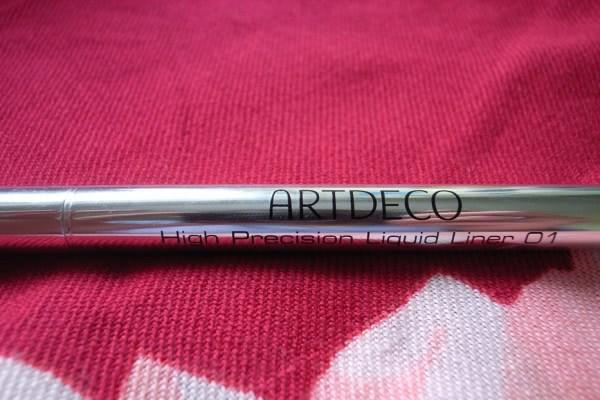 ARTDECO
High Precision Liquid Liner 01